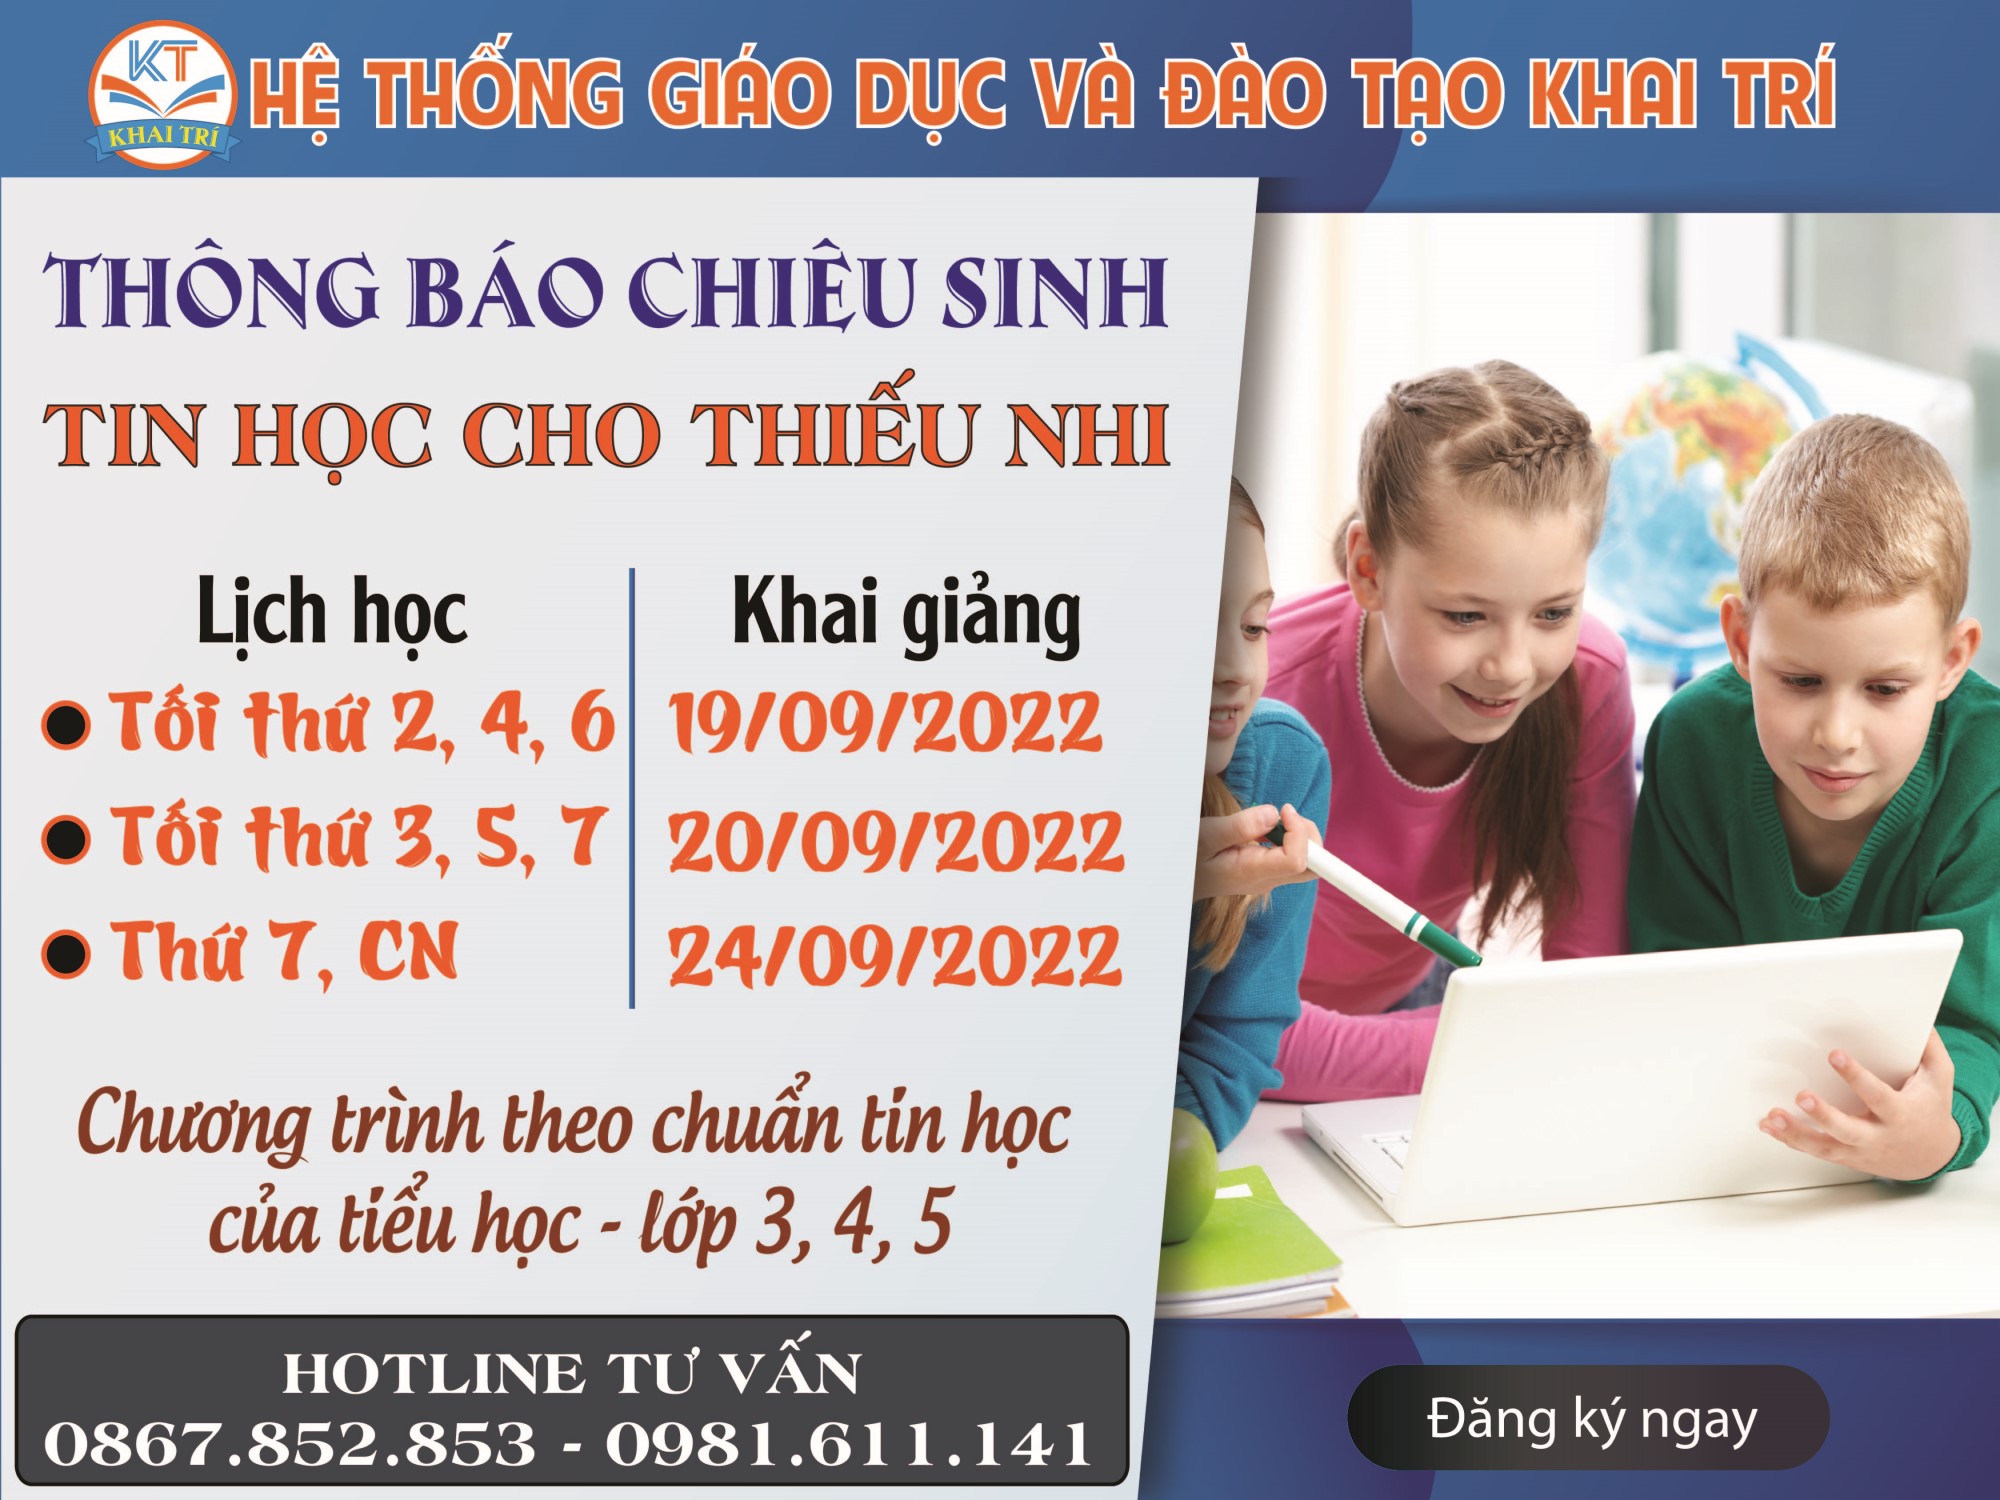 KT
KHAI TRÍ
HỆ THỐNG GIÁO DỤC VÀ ĐÀO TẠO KHAI TRÍ
THÔNG BÁO CHIÊU SINH
TIN HỌC CHO THIẾU NHI
Lịch học
Khai giảng
Tối thứ 2, 4, 6
19/09/2022
Tối thứ 3, 5, 7
20/09/2022
Thứ 7, CN
24/09/2022
Chương trình theo chuẩn tin học
của tiểu học - lớp 3, 4, 5
HOTLINE TƯ VẤN
0867.852.853 - 0981.611.141
Đăng ký ngay